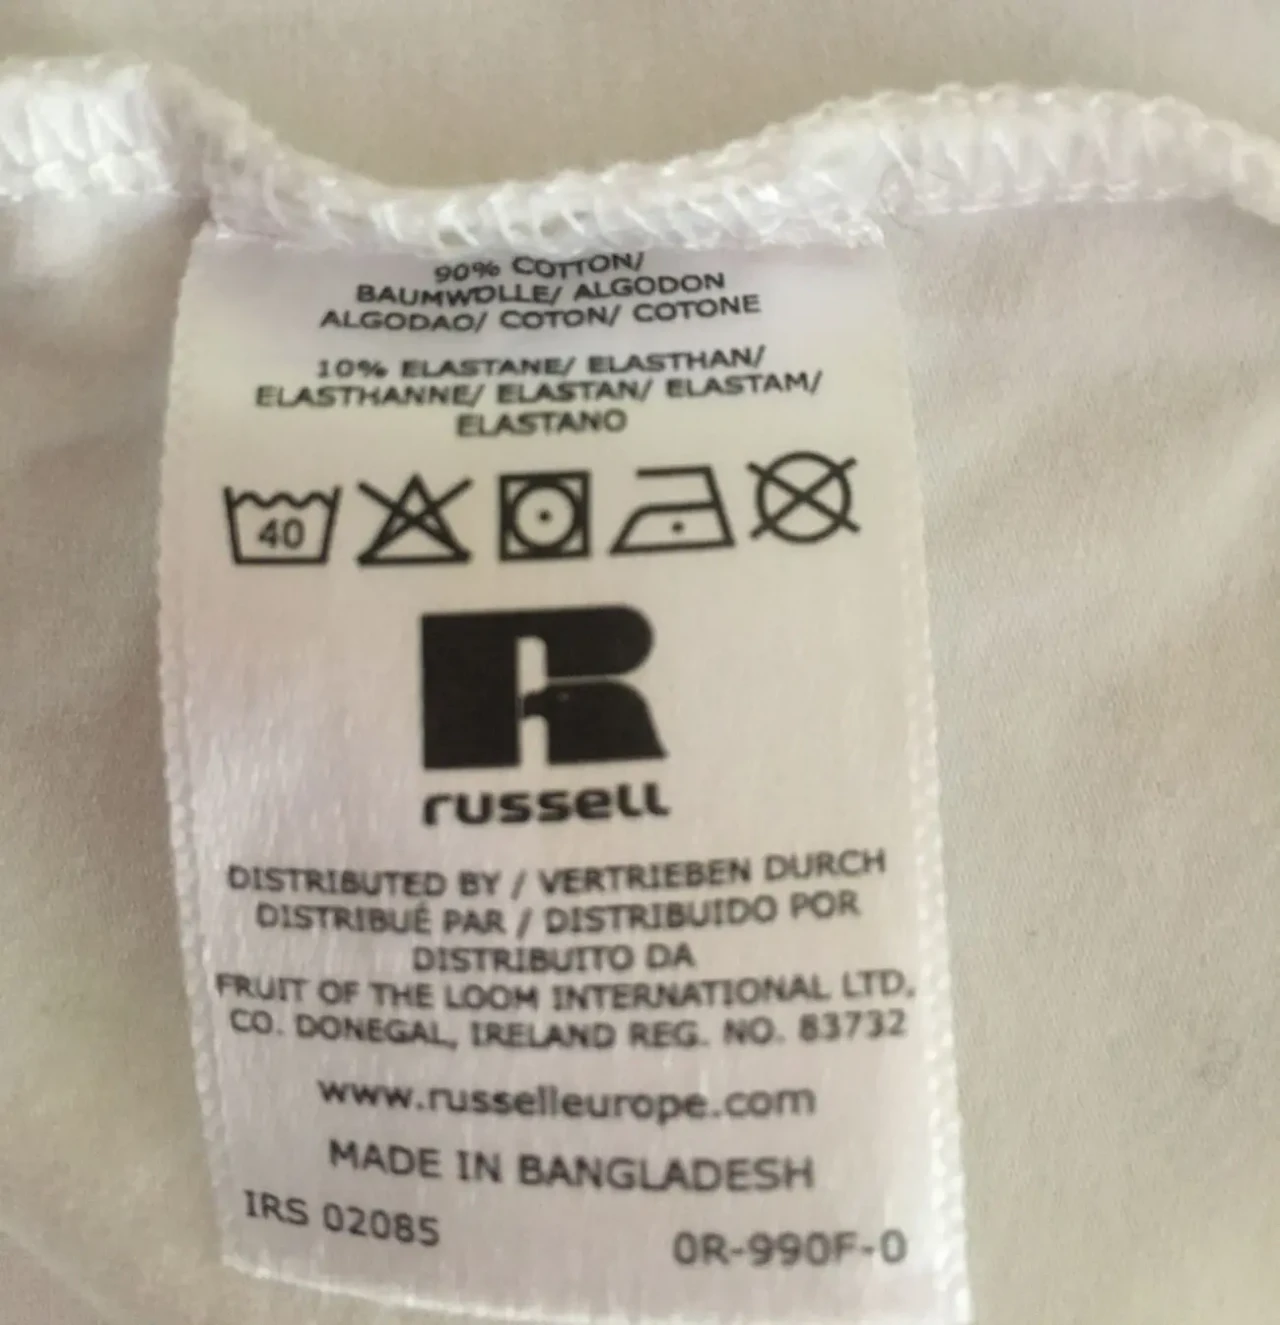 90% COTTON/
BAUMWOLLE/ ALGODON
ALGODAO/ COTON/ COTONE
10% ELASTANE/ ELASTHAN/
ELASTHANNE/ ELASTAN/ ELASTAM/
ELASTANO
40
russell
DISTRIBUTED BY / VERTRIEBEN DURCH
DISTRIBUÉ PAR / DISTRIBUIDO POR
DISTRIBUITO DA
FRUIT OF THE LOOM INTERNATIONAL LTD,
CO. DONEGAL, IRELAND REG. NO. 83732
www.russelleurope.com
MADE IN BANGLADESH
IRS 02085
0R-990F-0